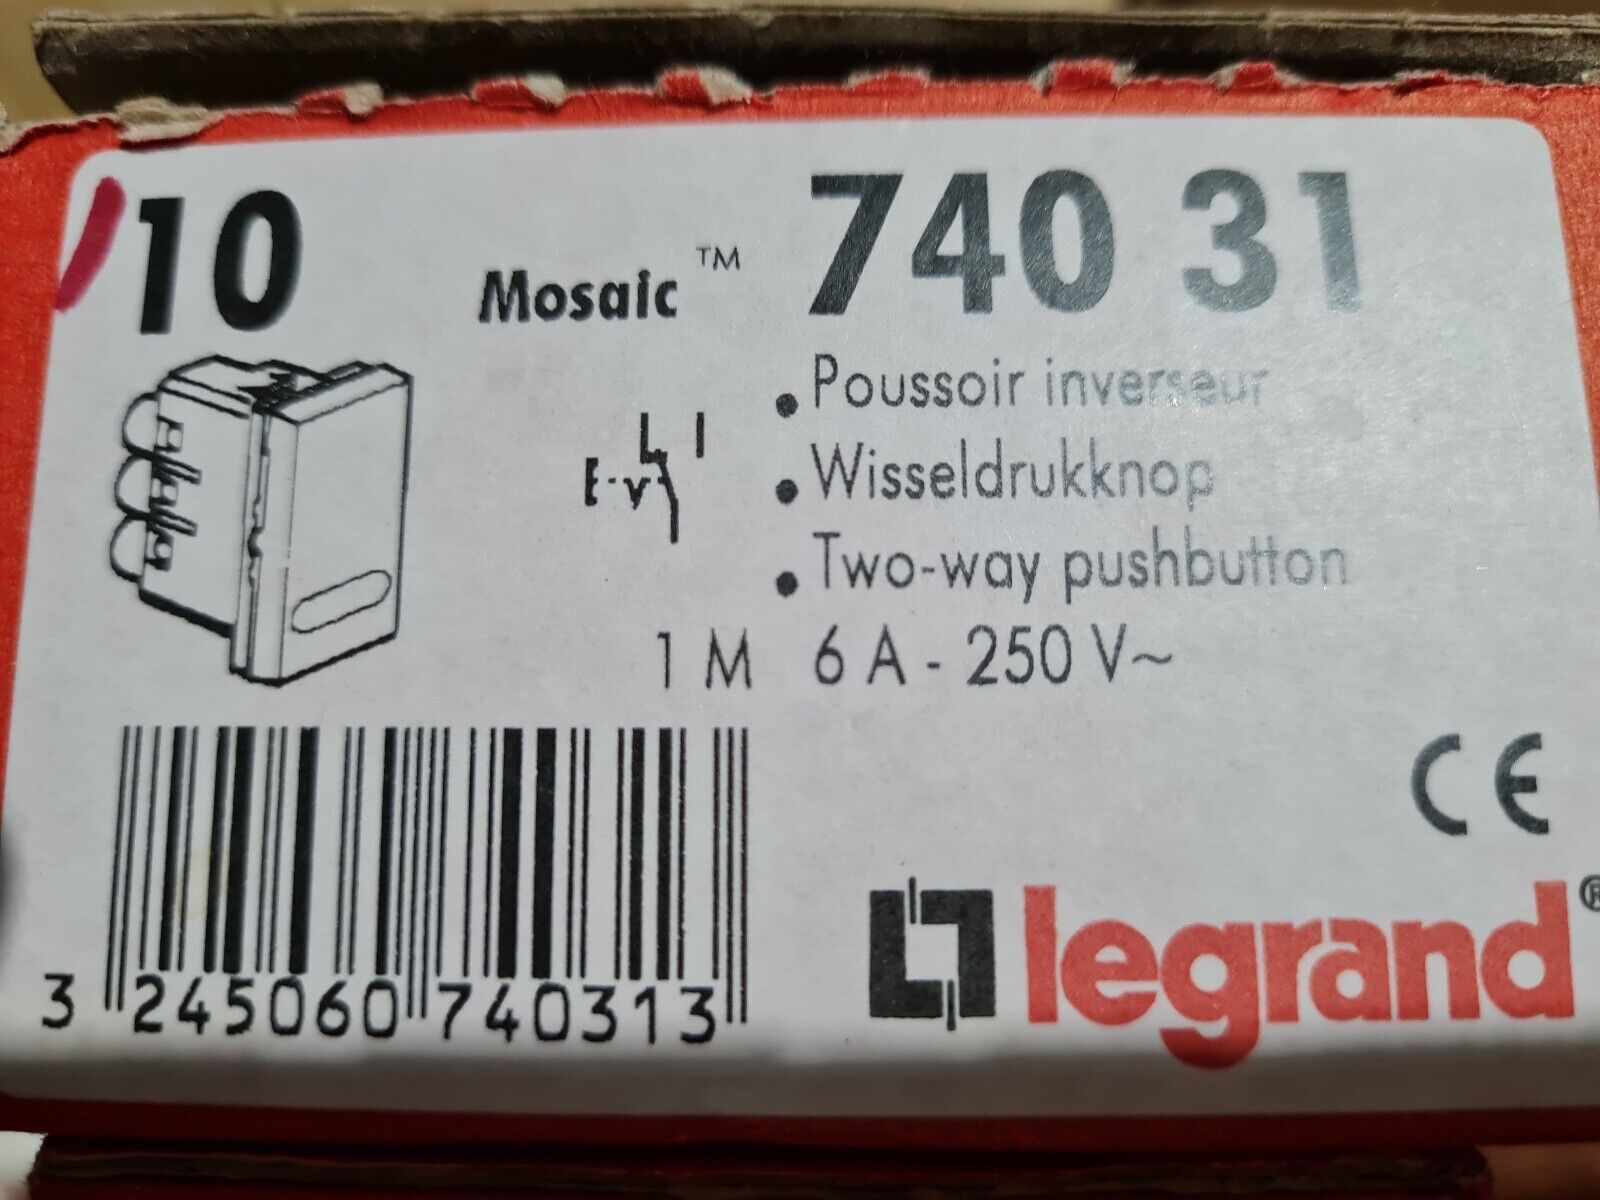 10 Mosaic™ 740 31
• Poussoir inverseur
• Wisseldrukknop
• Two-way pushbutton
1 M 6 A - 250 V~
CE
3 245060 740313
legrand®